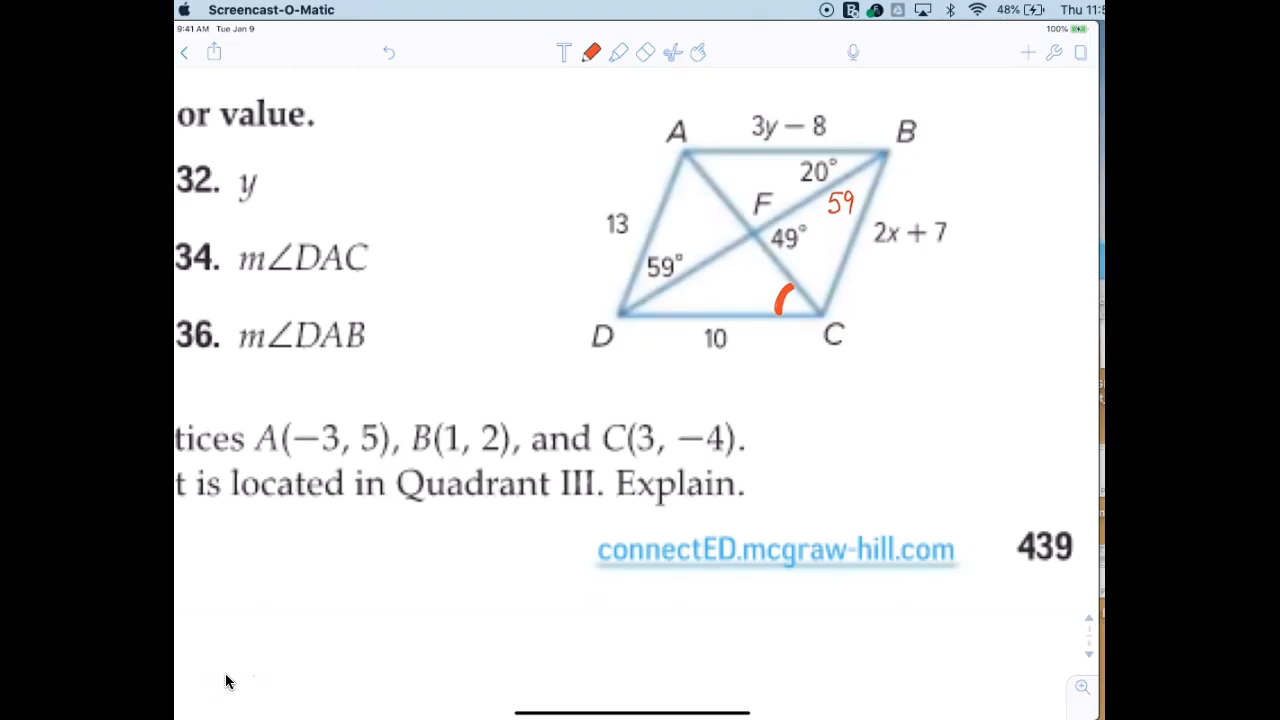 Screencast-O-Matic
48%
Thu 11:5
9:41 AM Tue Jan 9
100%
T
or value.
32. y
34. m∠DAC
36. m∠DAB
A
3y – 8
B
20°
F
59
13
49°
2x + 7
59°
D
10
C
tices A(−3, 5), B(1, 2), and C(3, −4).
t is located in Quadrant III. Explain.
connectED.mcgraw-hill.com
439